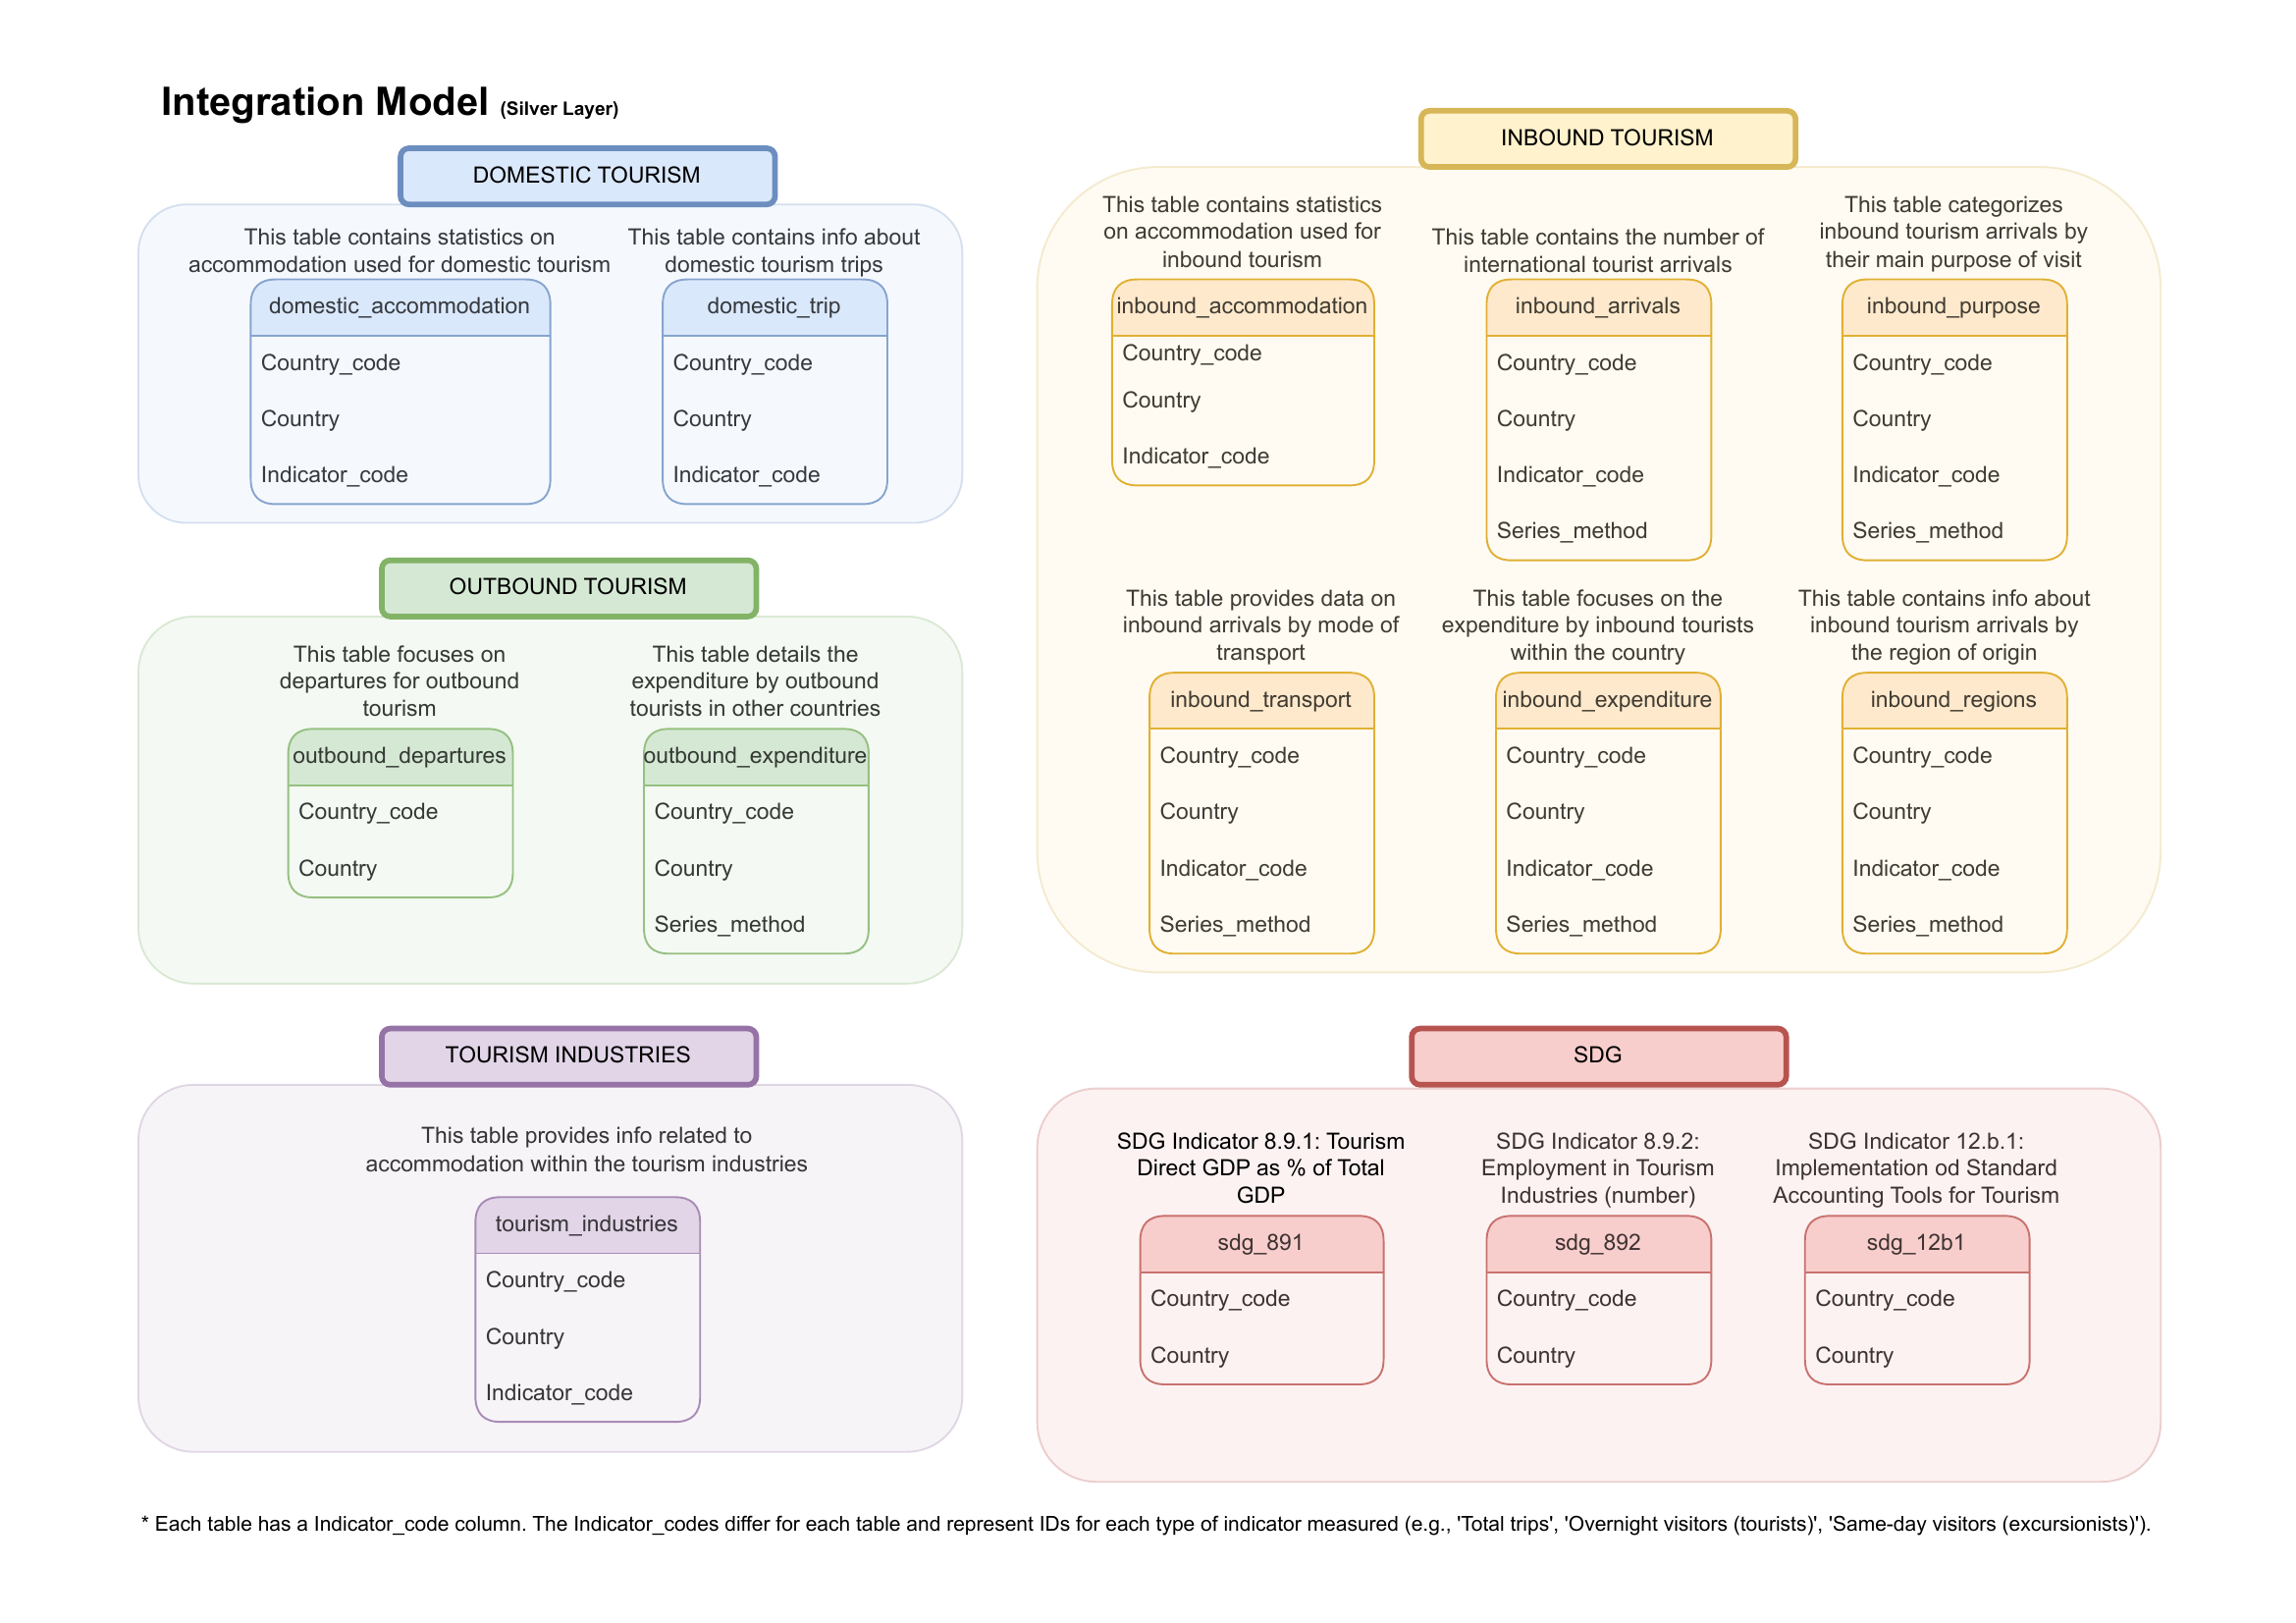 Integration Model (Silver Layer)
DOMESTIC TOURISM
This table contains statistics on
accommodation used for domestic tourism
domestic_accommodation
Country_code
Country
Indicator_code
This table contains info about
domestic tourism trips
domestic_trip
Country_code
Country
Indicator_code
INBOUND TOURISM
This table contains statistics
on accommodation used for
inbound tourism
inbound_accommodation
Country_code
Country
Indicator_code
This table contains the number of
international tourist arrivals
inbound_arrivals
Country_code
Country
Indicator_code
Series_method
This table categorizes
inbound tourism arrivals by
their main purpose of visit
inbound_purpose
Country_code
Country
Indicator_code
Series_method
This table provides data on
inbound arrivals by mode of
transport
inbound_transport
Country_code
Country
Indicator_code
Series_method
This table focuses on the
expenditure by inbound tourists
within the country
inbound_expenditure
Country_code
Country
Indicator_code
Series_method
This table contains info about
inbound tourism arrivals by
the region of origin
inbound_regions
Country_code
Country
Indicator_code
Series_method
OUTBOUND TOURISM
This table focuses on
departures for outbound
tourism
outbound_departures
Country_code
Country
This table details the
expenditure by outbound
tourists in other countries
outbound_expenditure
Country_code
Country
Series_method
TOURISM INDUSTRIES
This table provides info related to
accommodation within the tourism industries
tourism_industries
Country_code
Country
Indicator_code
SDG
SDG Indicator 8.9.1: Tourism
Direct GDP as % of Total
GDP
sdg_891
Country_code
Country
SDG Indicator 8.9.2:
Employment in Tourism
Industries (number)
sdg_892
Country_code
Country
SDG Indicator 12.b.1:
Implementation od Standard
Accounting Tools for Tourism
sdg_12b1
Country_code
Country
* Each table has a Indicator_code column. The Indicator_codes differ for each table and represent IDs for each type of indicator measured (e.g., 'Total trips', 'Overnight visitors (tourists)', 'Same-day visitors (excursionists)').